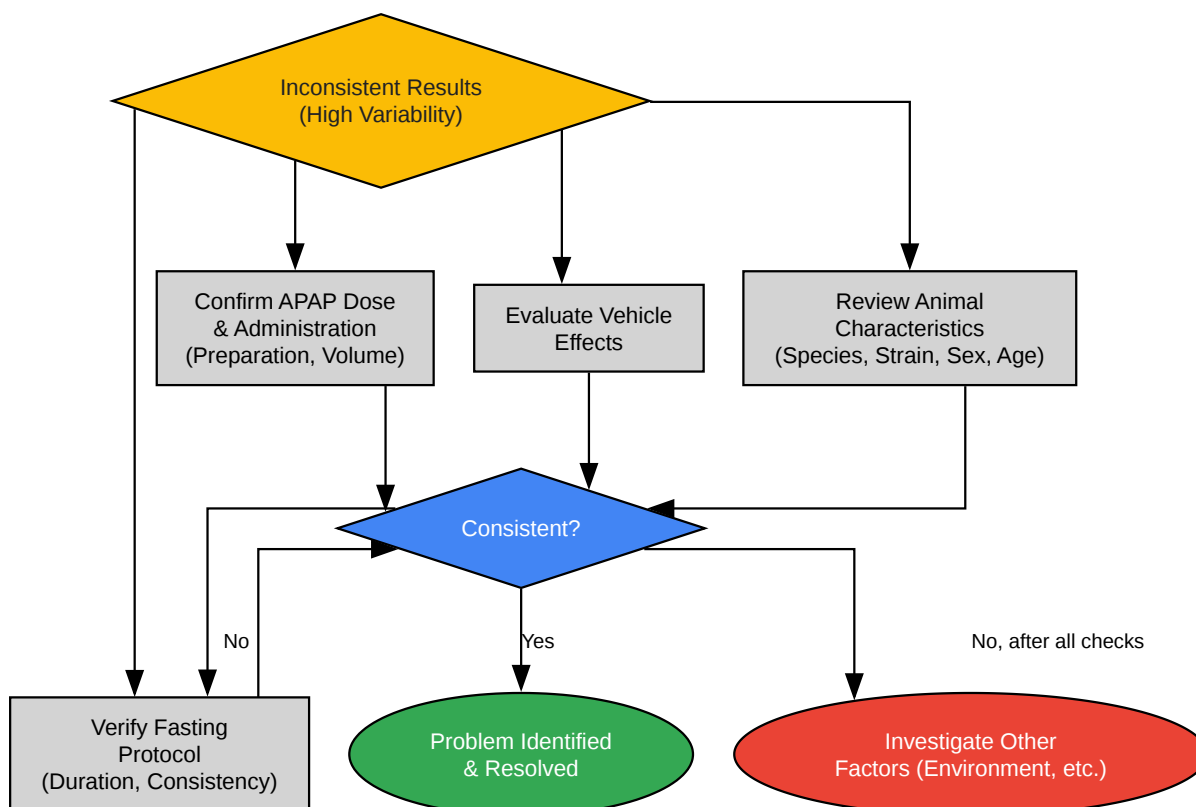 Inconsistent Results
(High Variability)
Confirm APAP Dose
& Administration
(Preparation, Volume)
Evaluate Vehicle
Effects
Review Animal
Characteristics
(Species, Strain, Sex, Age)
Consistent?
No
Yes
No, after all checks
Verify Fasting
Protocol
(Duration, Consistency)
Problem Identified
& Resolved
Investigate Other
Factors (Environment, etc.)